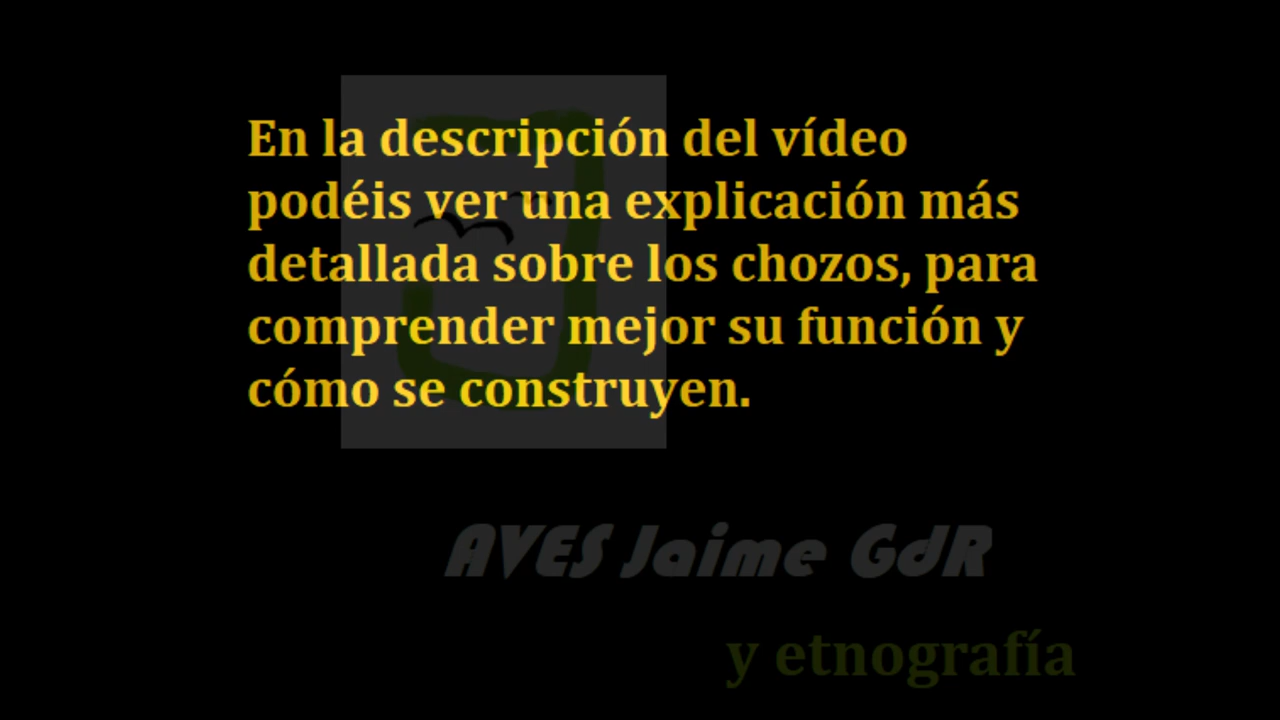 En la descripción del vídeo
podéis ver una explicación más
detallada sobre los chozos, para
comprender mejor su función y
cómo se construyen.
AVES Jaime GdR
y etnografía